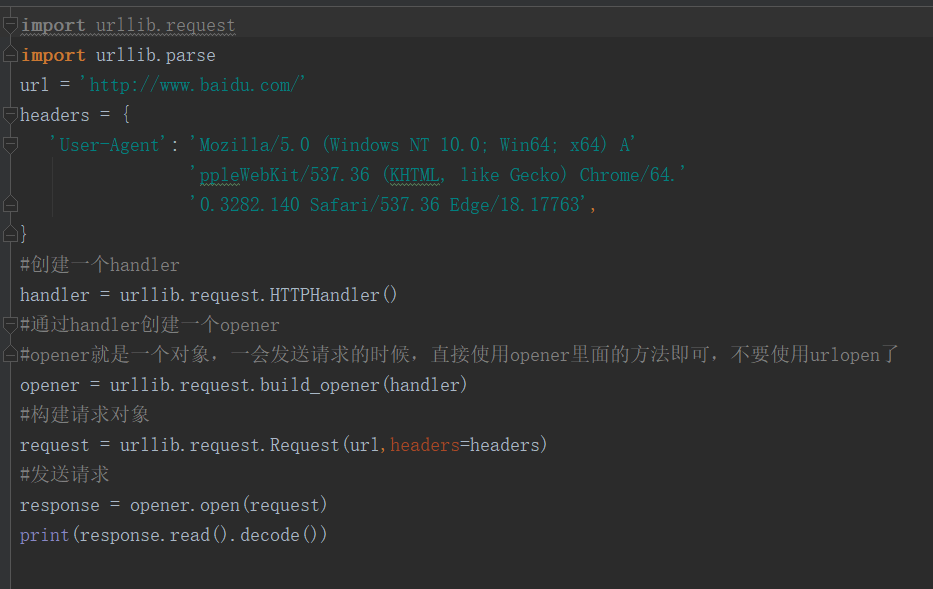 import urllib.request
import urllib.parse
url = 'http://www.baidu.com/'
headers = {
    'User-Agent': 'Mozilla/5.0 (Windows NT 10.0; Win64; x64) A'
                  'ppleWebKit/537.36 (KHTML, like Gecko) Chrome/64.'
                  '0.3282.140 Safari/537.36 Edge/18.17763',
}
#创建一个handler
handler = urllib.request.HTTPHandler()
#通过handler创建一个opener
#opener就是一个对象，一会发送请求的时候，直接使用opener里面的方法即可，不要使用urlopen了
opener = urllib.request.build_opener(handler)
#构建请求对象
request = urllib.request.Request(url,headers=headers)
#发送请求
response = opener.open(request)
print(response.read().decode())